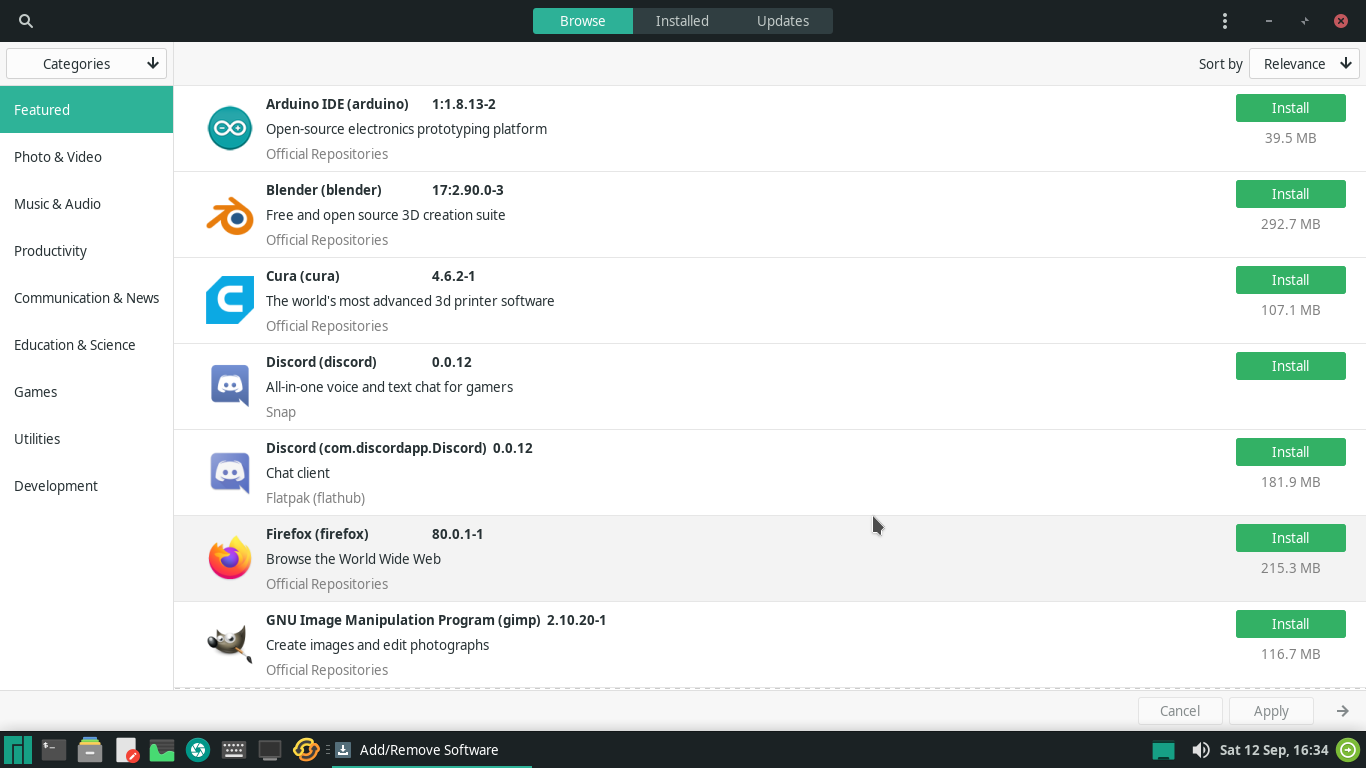 Browse Installed Updates
Categories
Sort by Relevance
Featured
Photo & Video
Music & Audio
Productivity
Communication & News
Education & Science
Games
Utilities
Development
Arduino IDE (arduino) 1:1.8.13-2
Open-source electronics prototyping platform
Official Repositories
Install
39.5 MB
Blender (blender) 17:2.90.0-3
Free and open source 3D creation suite
Official Repositories
Install
292.7 MB
Cura (cura) 4.6.2-1
The world's most advanced 3d printer software
Official Repositories
Install
107.1 MB
Discord (discord) 0.0.12
All-in-one voice and text chat for gamers
Snap
Install
Discord (com.discordapp.Discord) 0.0.12
Chat client
Flatpak (flathub)
Install
181.9 MB
Firefox (firefox) 80.0.1-1
Browse the World Wide Web
Official Repositories
Install
215.3 MB
GNU Image Manipulation Program (gimp) 2.10.20-1
Create images and edit photographs
Official Repositories
Install
116.7 MB
Cancel Apply
Add/Remove Software
Sat 12 Sep, 16:34